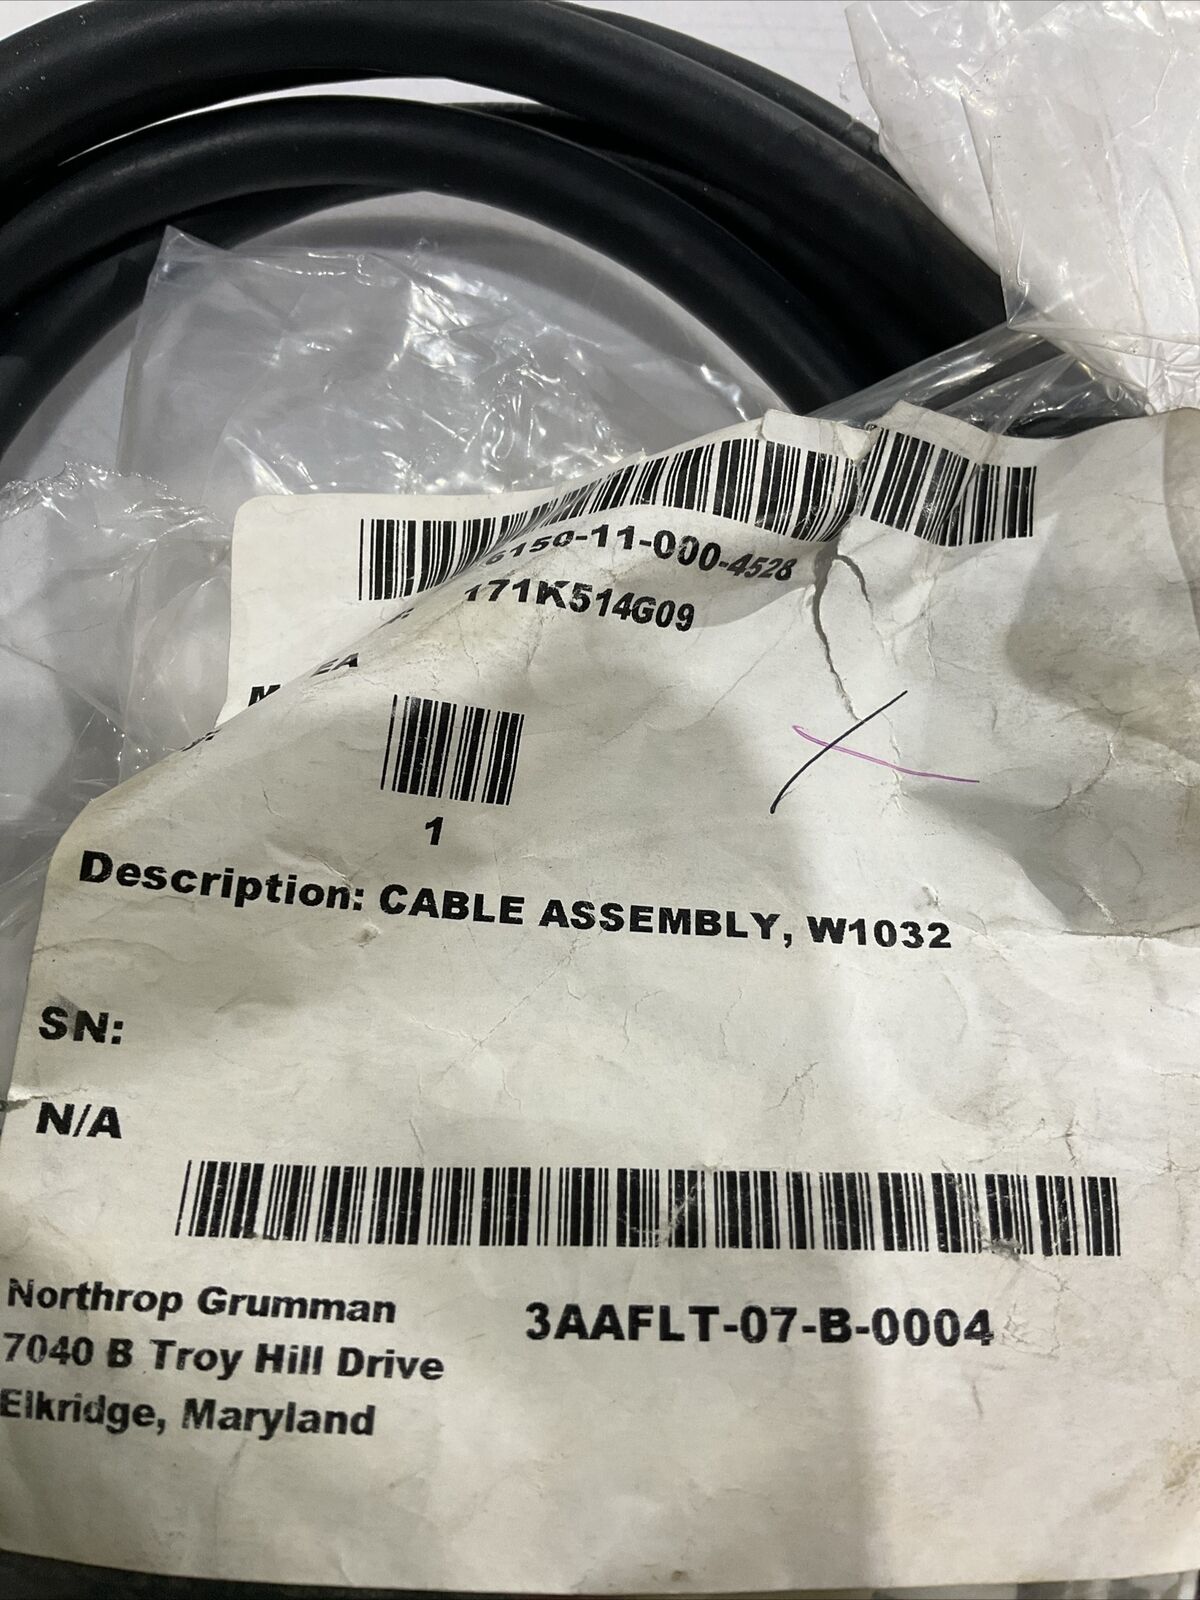 6150-11-000-4528
171K514G09
EA
1
Description: CABLE ASSEMBLY, W1032
SN:
N/A
Northrop Grumman
3AAFLT-07-B-0004
7040 B Troy Hill Drive
Elkridge, Maryland